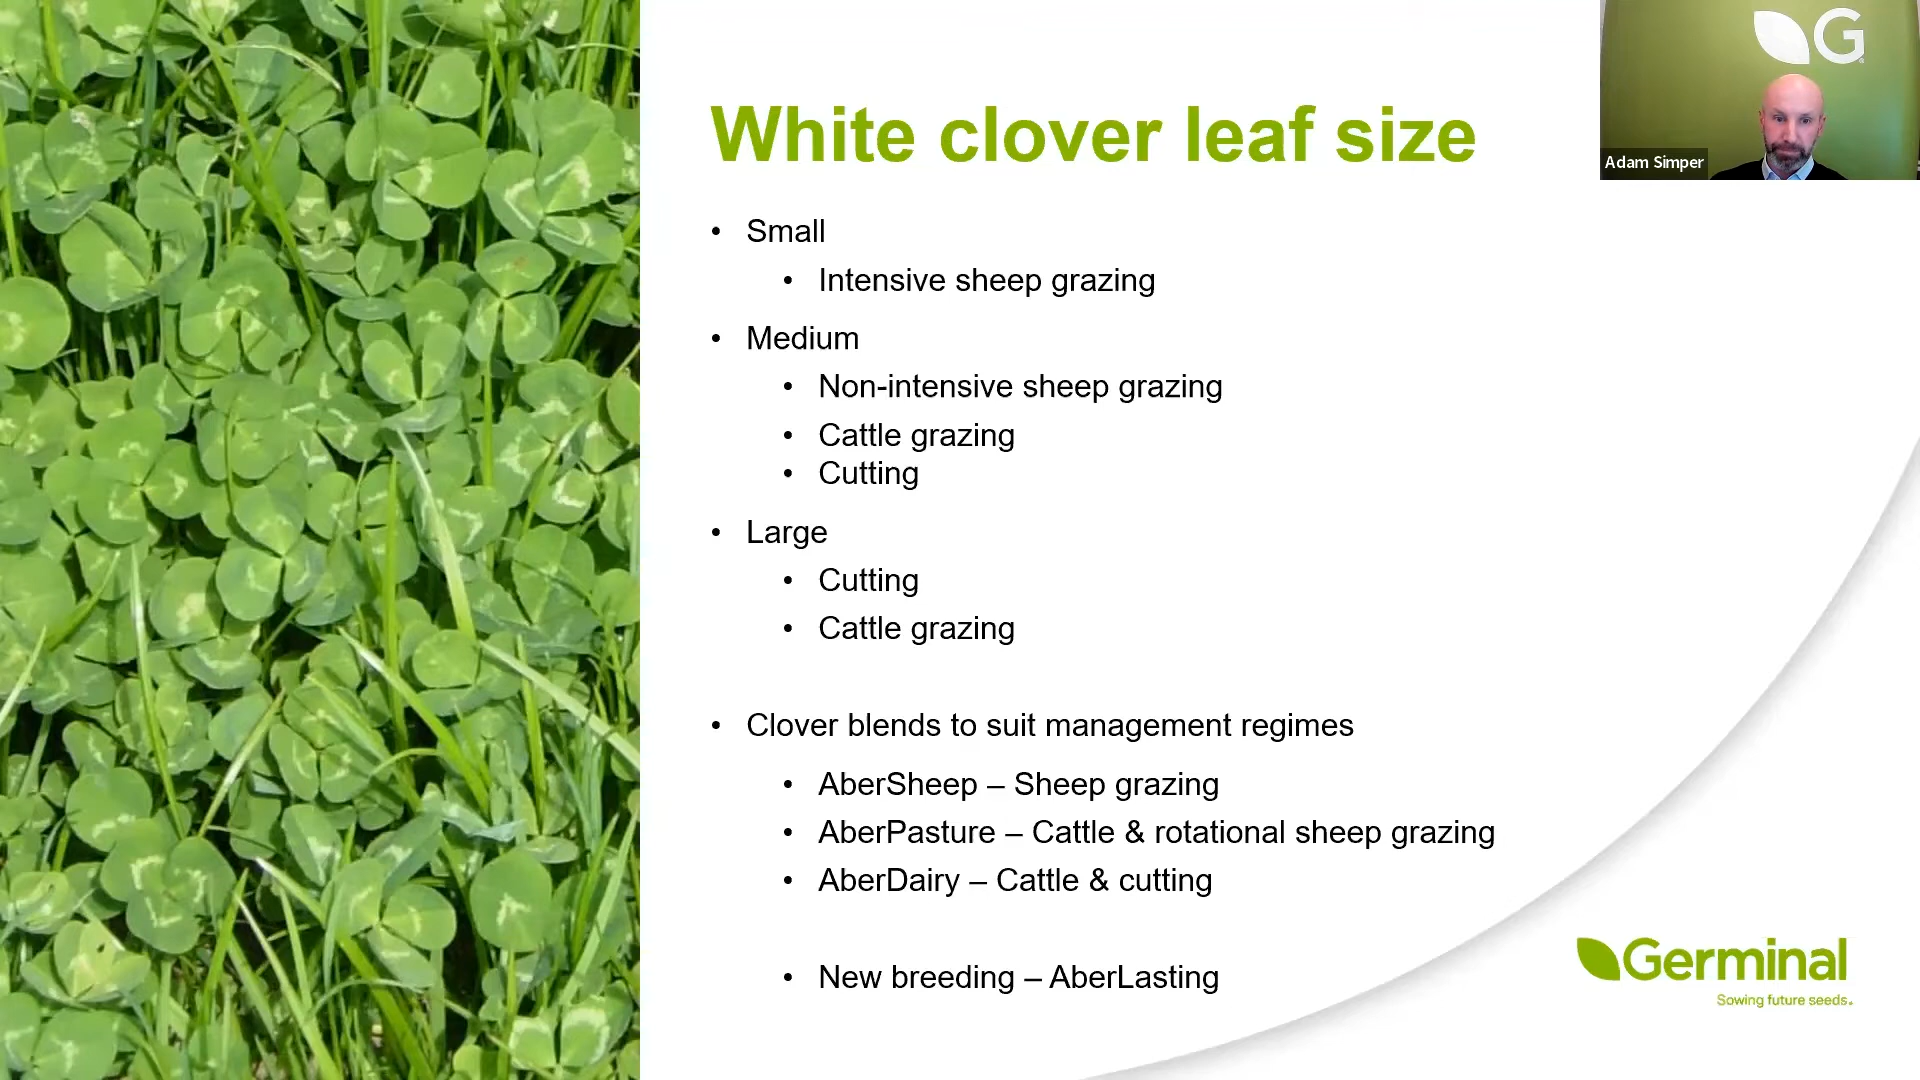 White clover leaf size
• Small
• Intensive sheep grazing
• Medium
• Non-intensive sheep grazing
• Cattle grazing
• Cutting
• Large
• Cutting
• Cattle grazing
• Clover blends to suit management regimes
• AberSheep – Sheep grazing
• AberPasture – Cattle & rotational sheep grazing
• AberDairy – Cattle & cutting
• New breeding – AberLasting
G
Adam Simper
Germinal
Sowing future seeds.